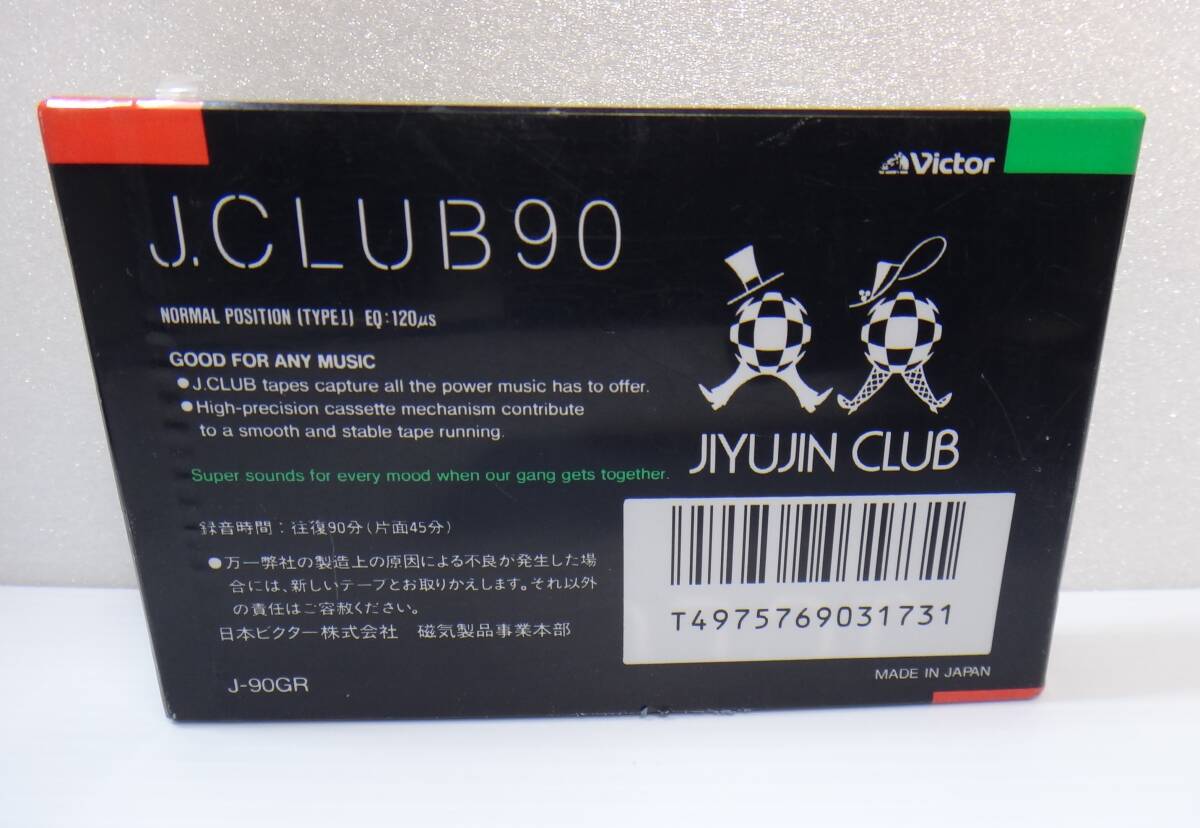 Victor
J.CLUB90
NORMAL POSITION (TYPEI) EQ:120µs
GOOD FOR ANY MUSIC
●J.CLUB tapes capture all the power music has to offer.
●High-precision cassette mechanism contribute
to a smooth and stable tape running.
Super sounds for every mood when our gang gets together.
JIYUJIN CLUB
録音時間:往復90分(片面45分)
●万一弊社の製造上の原因による不良が発生した場
合には、新しいテープとお取りかえします。それ以外
の責任はご容赦ください。
日本ビクター株式会社 磁気製品事業本部
J-90GR
T4975769031731
MADE IN JAPAN